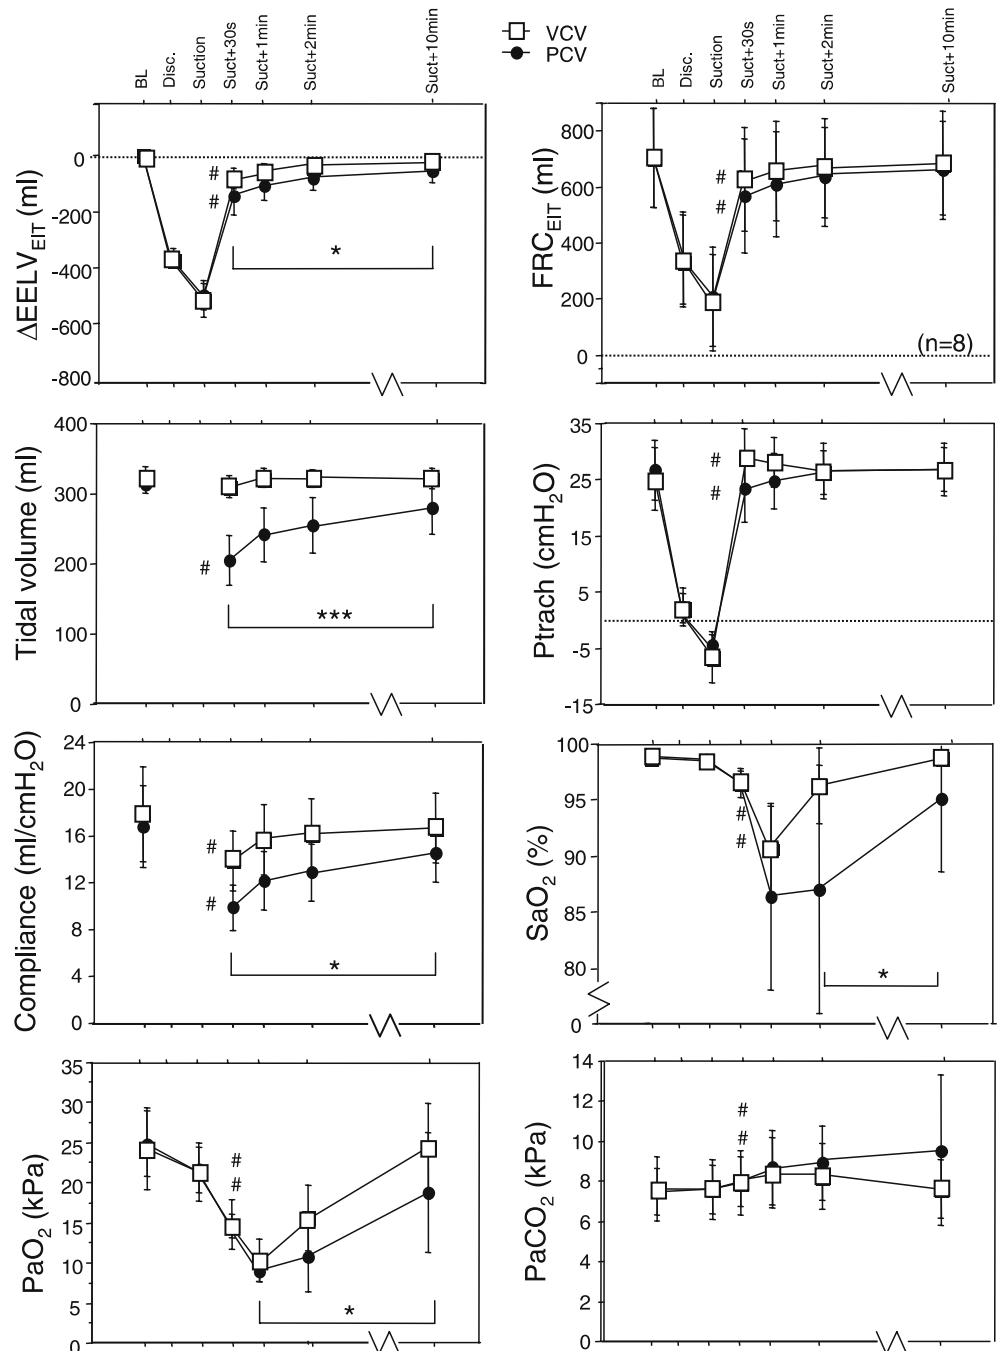 VCV
PCV
BL
Disc.
Suction
Suct+30s
Suct+1min
Suct+2min
Suct+10min
BL
Disc.
Suction
Suct+30s
Suct+1min
Suct+2min
Suct+10min
ΔEELV_EIT (ml)
0
-200
-400
-600
-800
#
#
*
FRC_EIT (ml)
800
600
400
200
0
#
#
(n=8)
Tidal volume (ml)
400
300
200
100
0
#
***
Ptrach (cmH₂O)
35
25
15
5
-5
-15
#
#
Compliance (ml/cmH₂O)
24
20
16
12
8
4
0
#
#
*
SaO₂ (%)
100
95
90
85
80
0
#
#
*
PaO₂ (kPa)
35
30
25
20
15
10
5
0
#
#
*
PaCO₂ (kPa)
14
12
10
8
6
4
2
0
#
#